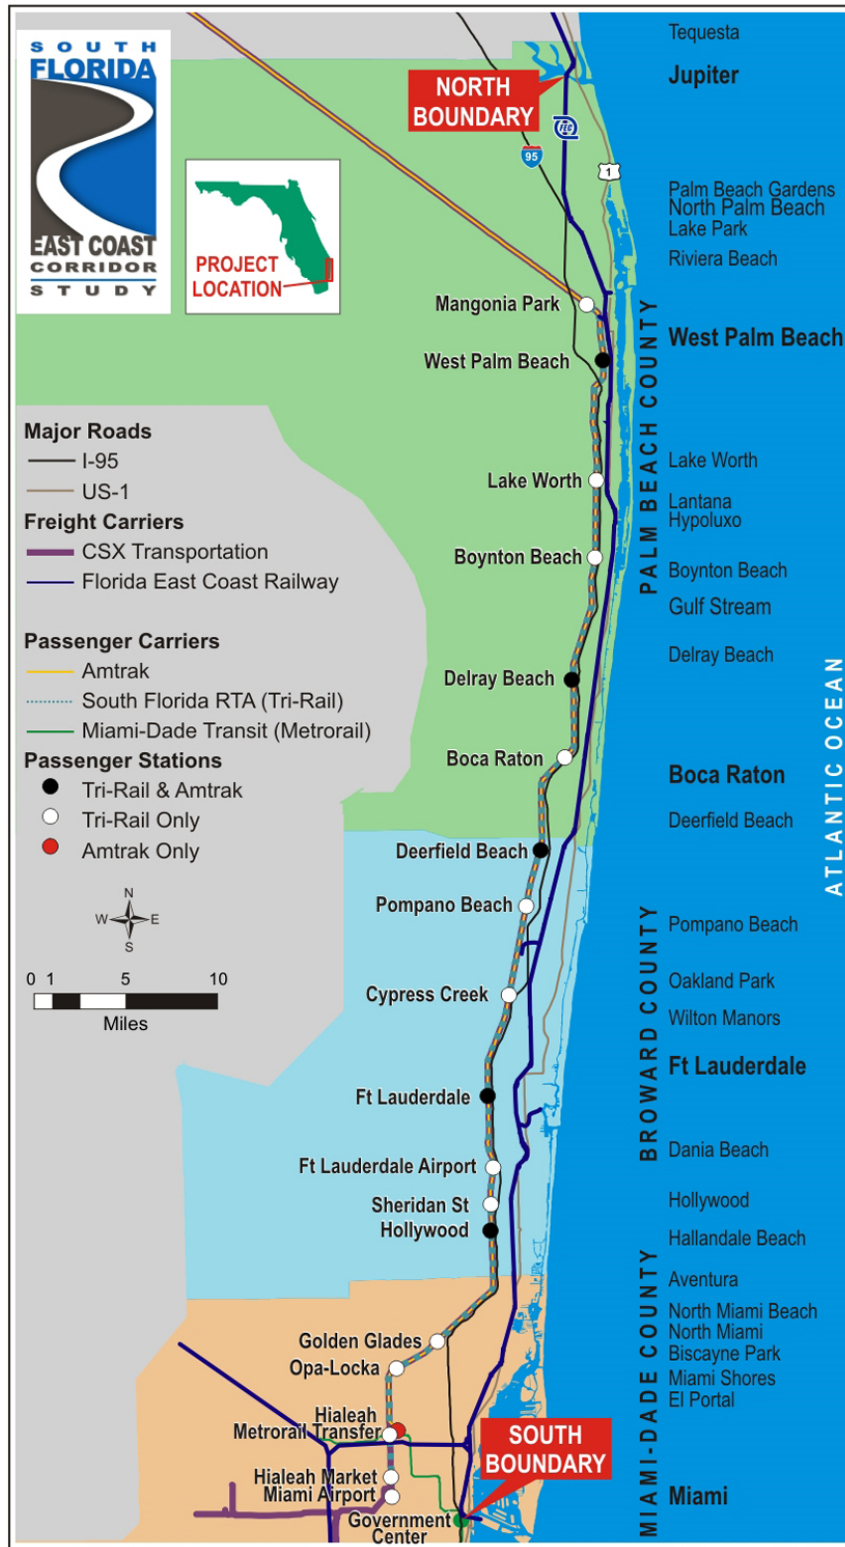 SOUTH
FLORIDA
EAST COAST
CORRIDOR
STUDY
PROJECT
LOCATION
NORTH
BOUNDARY
FEC
95
1
Mangonia Park
West Palm Beach
Lake Worth
Boynton Beach
Delray Beach
Boca Raton
Deerfield Beach
Pompano Beach
Cypress Creek
Ft Lauderdale
Ft Lauderdale Airport
Sheridan St
Hollywood
Golden Glades
Opa-Locka
Hialeah
Metrorail Transfer
Hialeah Market
Miami Airport
Government
Center
SOUTH
BOUNDARY
Major Roads
I-95
US-1
Freight Carriers
CSX Transportation
Florida East Coast Railway
Passenger Carriers
Amtrak
South Florida RTA (Tri-Rail)
Miami-Dade Transit (Metrorail)
Passenger Stations
Tri-Rail & Amtrak
Tri-Rail Only
Amtrak Only
N
W E
S
0 1 5 10
Miles
PALM BEACH COUNTY
BROWARD COUNTY
MIAMI-DADE COUNTY
Tequesta
Jupiter
Palm Beach Gardens
North Palm Beach
Lake Park
Riviera Beach
West Palm Beach
Lake Worth
Lantana
Hypoluxo
Boynton Beach
Gulf Stream
Delray Beach
Boca Raton
Deerfield Beach
Pompano Beach
Oakland Park
Wilton Manors
Ft Lauderdale
Dania Beach
Hollywood
Hallandale Beach
Aventura
North Miami Beach
North Miami
Biscayne Park
Miami Shores
El Portal
Miami
ATLANTIC OCEAN